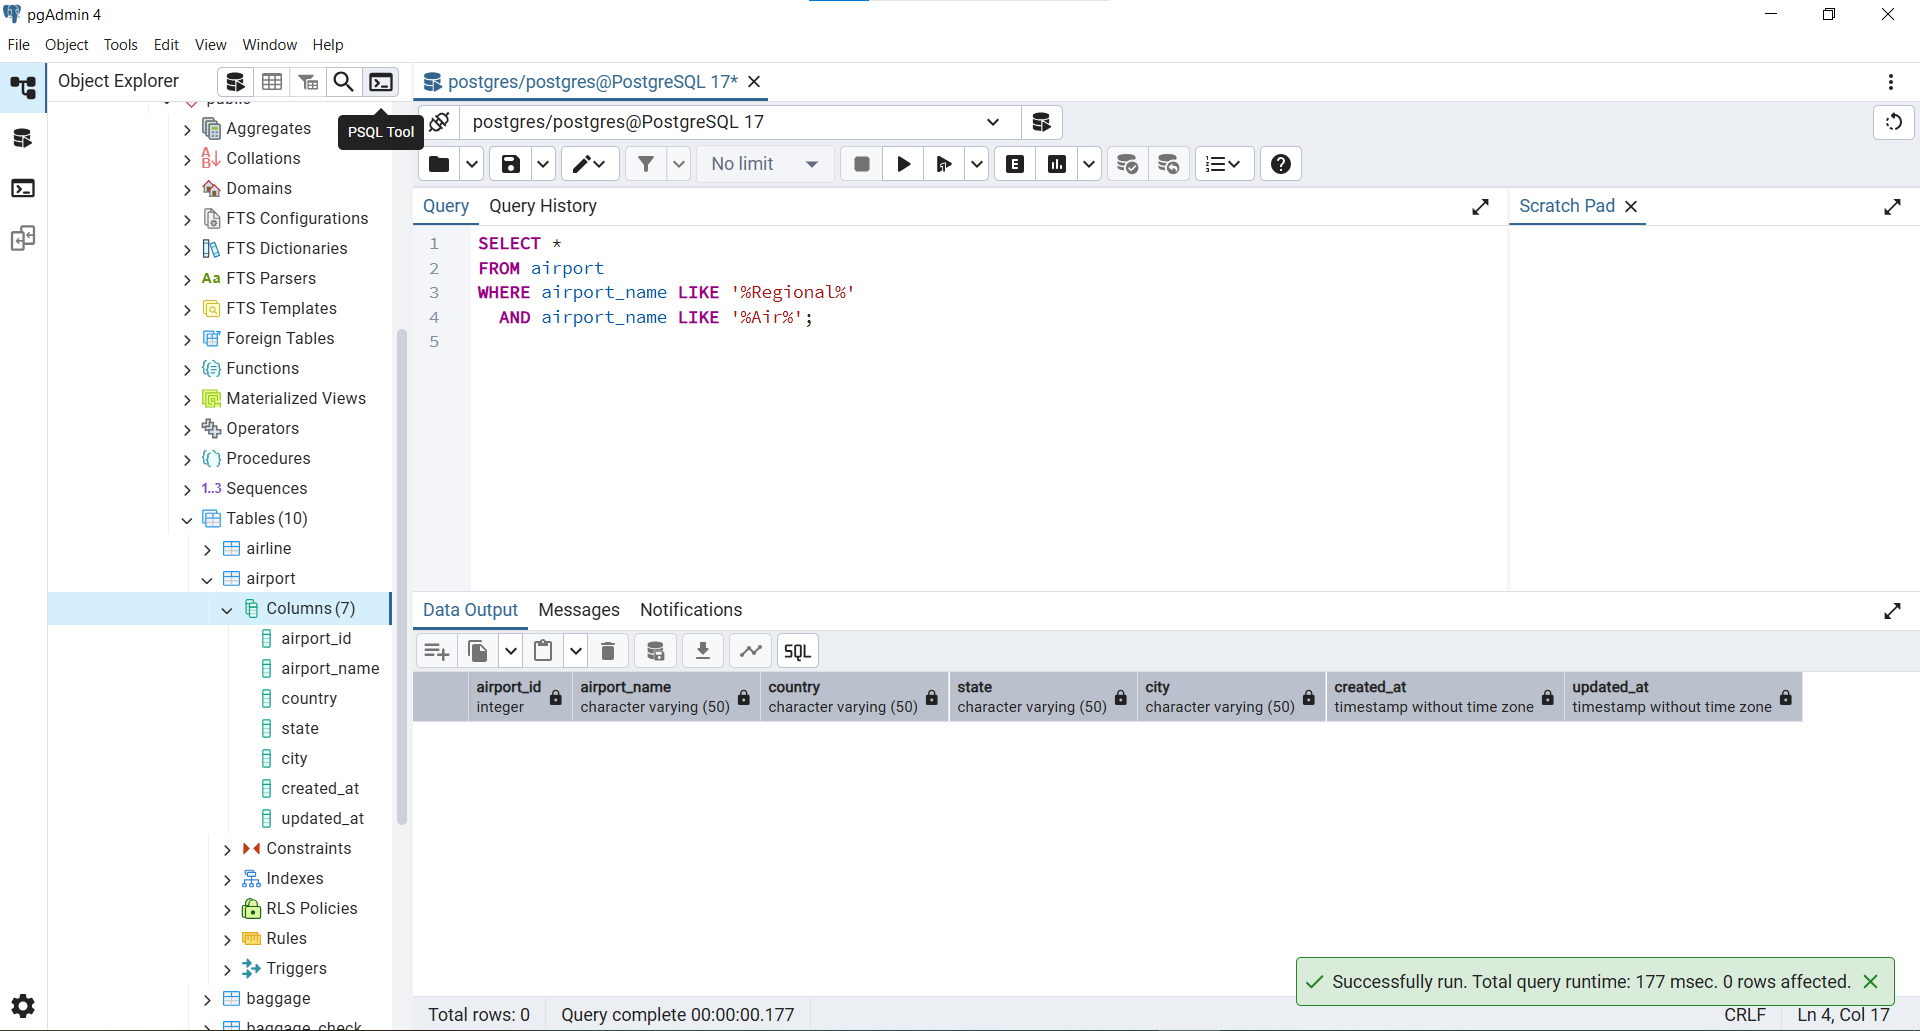 pgAdmin 4
File Object Tools Edit View Window Help
Object Explorer
public
Aggregates
Collations
Domains
FTS Configurations
FTS Dictionaries
Aa FTS Parsers
FTS Templates
Foreign Tables
Functions
Materialized Views
Operators
Procedures
1..3 Sequences
Tables (10)
airline
airport
Columns (7)
airport_id
airport_name
country
state
city
created_at
updated_at
Constraints
Indexes
RLS Policies
Rules
Triggers
baggage
baggage_check
PSQL Tool
postgres/postgres@PostgreSQL 17*
postgres/postgres@PostgreSQL 17
No limit
E
Query Query History
Scratch Pad
1 SELECT *
2 FROM airport
3 WHERE airport_name LIKE '%Regional%'
4 AND airport_name LIKE '%Air%';
5
Data Output Messages Notifications
SQL
airport_id airport_name country state city created_at updated_at
integer character varying (50) character varying (50) character varying (50) character varying (50) timestamp without time zone timestamp without time zone
Successfully run. Total query runtime: 177 msec. 0 rows affected.
Total rows: 0 Query complete 00:00:00.177 CRLF Ln 4, Col 17